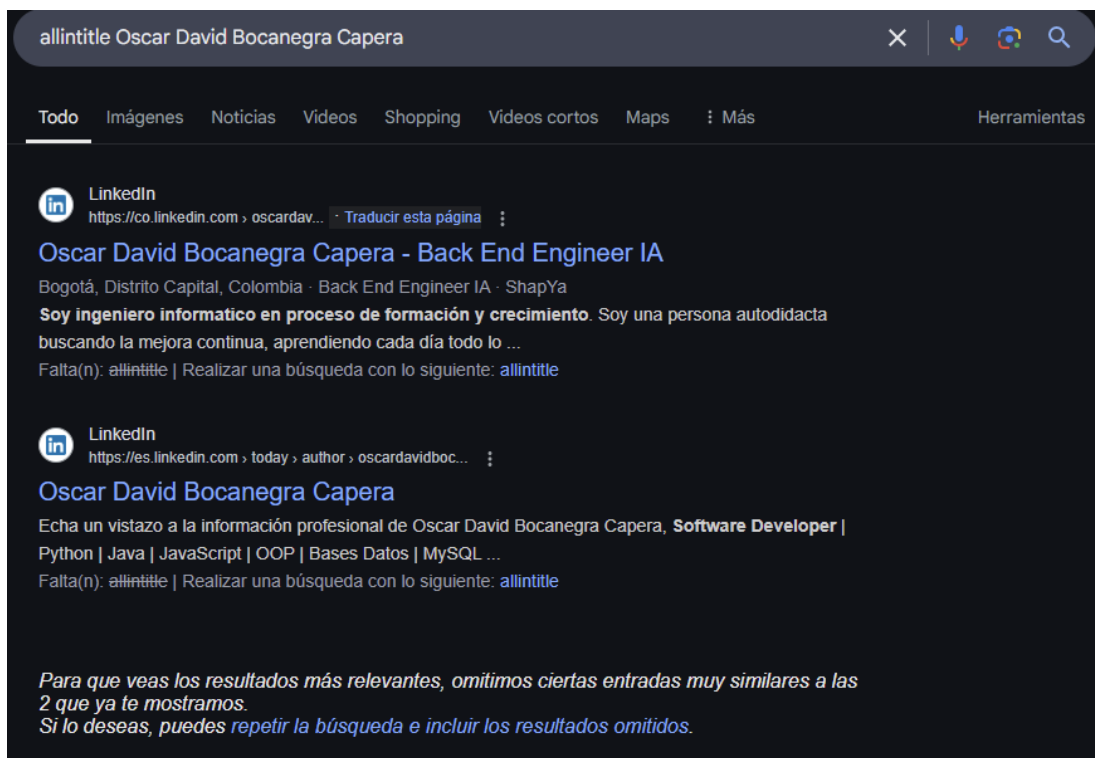 allintitle Oscar David Bocanegra Capera
Todo Imágenes Noticias Videos Shopping Videos cortos Maps Más Herramientas
LinkedIn
https://co.linkedin.com › oscardav... · Traducir esta página
Oscar David Bocanegra Capera - Back End Engineer IA
Bogotá, Distrito Capital, Colombia · Back End Engineer IA · ShapYa
Soy ingeniero informatico en proceso de formación y crecimiento. Soy una persona autodidacta
buscando la mejora continua, aprendiendo cada día todo lo ...
Falta(n): allintitle | Realizar una búsqueda con lo siguiente: allintitle
LinkedIn
https://es.linkedin.com › today › author › oscardavidboc...
Oscar David Bocanegra Capera
Echa un vistazo a la información profesional de Oscar David Bocanegra Capera, Software Developer |
Python | Java | JavaScript | OOP | Bases Datos | MySQL ...
Falta(n): allintitle | Realizar una búsqueda con lo siguiente: allintitle
Para que veas los resultados más relevantes, omitimos ciertas entradas muy similares a las
2 que ya te mostramos.
Si lo deseas, puedes repetir la búsqueda e incluir los resultados omitidos.